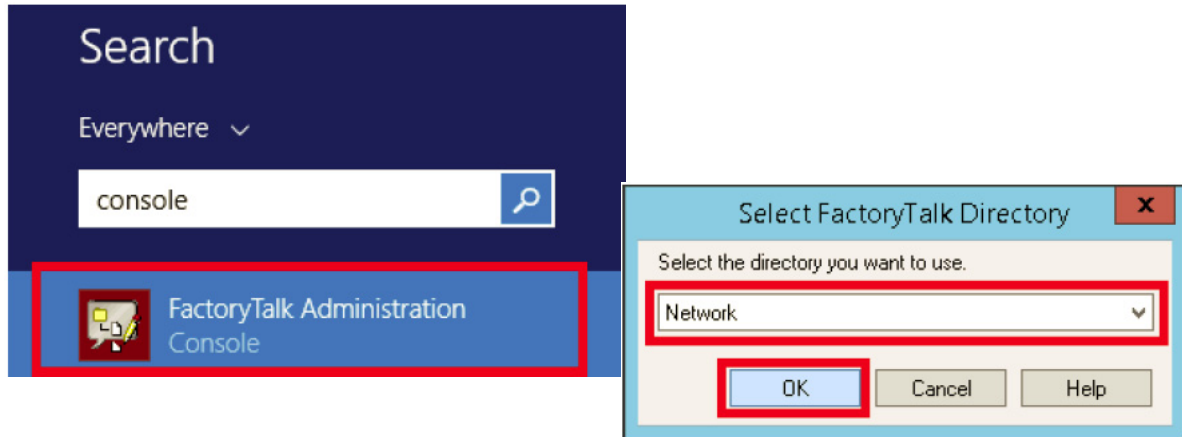 Search
Everywhere
console
FactoryTalk Administration
Console
Select FactoryTalk Directory
x
Select the directory you want to use.
Network
OK Cancel Help